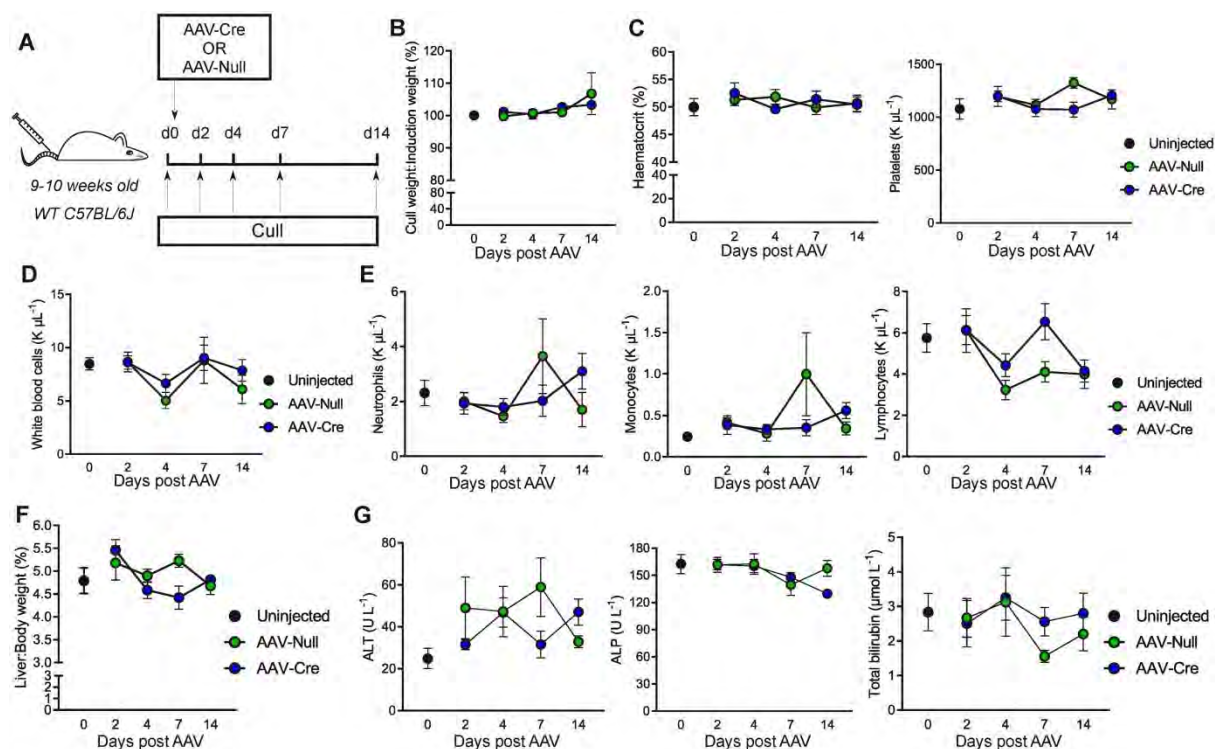 A
AAV-Cre
OR
AAV-Null
d0 d2 d4 d7 d14
9-10 weeks old
WT C57BL/6J
Cull
B
Cull weight:Induction weight (%)
120
110
100
90
80
80
60
40
20
0
0 2 4 7 14
Days post AAV
C
Haematocrit (%)
60
55
50
45
40
40
20
0
0 2 4 7 14
Days post AAV
Platelets (K µL⁻¹)
1500
1000
500
0
0 2 4 7 14
Days post AAV
Uninjected
AAV-Null
AAV-Cre
D
White blood cells (K µL⁻¹)
15
10
5
0
0 2 4 7 14
Days post AAV
Uninjected
AAV-Null
AAV-Cre
E
Neutrophils (K µL⁻¹)
6
4
2
0
0 2 4 7 14
Days post AAV
Monocytes (K µL⁻¹)
2.0
1.5
1.0
0.5
0.0
0 2 4 7 14
Days post AAV
Lymphocytes (K µL⁻¹)
8
6
4
2
0
0 2 4 7 14
Days post AAV
Uninjected
AAV-Null
AAV-Cre
F
Liver:Body weight (%)
6.0
5.5
5.0
4.5
4.0
3.5
3.0
3
2
1
0
0 2 4 7 14
Days post AAV
Uninjected
AAV-Null
AAV-Cre
G
ALT (U L⁻¹)
80
60
40
20
0
0 2 4 7 14
Days post AAV
ALP (U L⁻¹)
180
150
120
90
60
30
0
0 2 4 7 14
Days post AAV
Total bilirubin (µmol L⁻¹)
5
4
3
2
1
0
0 2 4 7 14
Days post AAV
Uninjected
AAV-Null
AAV-Cre